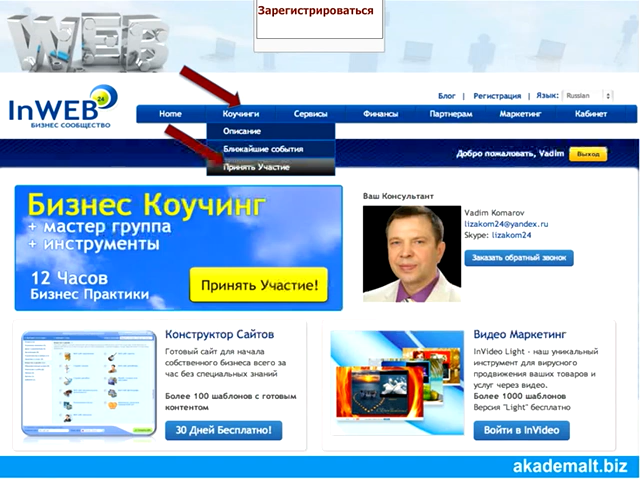 Зарегистрироваться
WEB
Блог | Регистрация | Язык: Russian
InWEB 24
БИЗНЕС СООБЩЕСТВО
Home Коучинги Сервисы Финансы Партнерам Маркетинг Кабинет
Описание
Ближайшие события
Принять Участие
Добро пожаловать, Vadim Выход
Бизнес Коучинг
+ мастер группа
+ инструменты
12 Часов
Бизнес Практики
Принять Участие!
Ваш Консультант
Vadim Komarov
lizakom24@yandex.ru
Skype: lizakom24
Заказать обратный звонок
Конструктор Сайтов
Готовый сайт для начала
собственного бизнеса всего за
час без специальных знаний
Более 100 шаблонов с готовым
контентом
30 Дней Бесплатно!
Видео Маркетинг
InVideo Light - наш уникальный
инструмент для вирусного
продвижения ваших товаров и
услуг через видео.
Более 1000 шаблонов
Версия "Light" бесплатно
Войти в InVideo
akademalt.biz